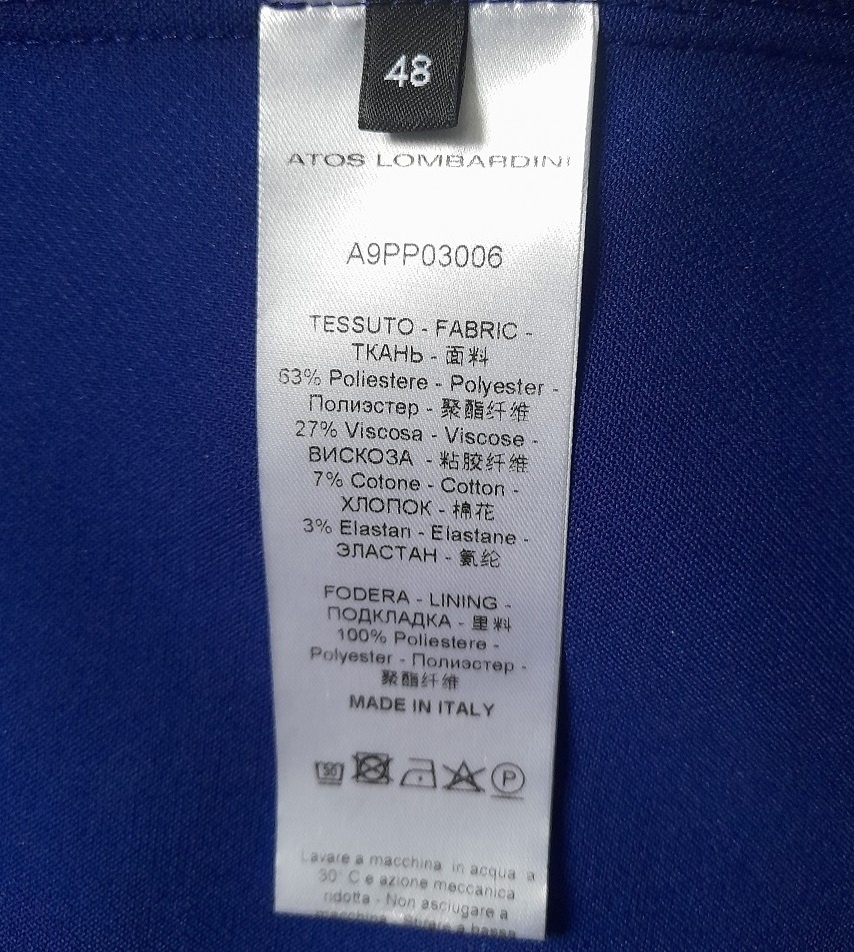 48
ATOS LOMBARDINI
A9PP03006
TESSUTO - FABRIC -
ТКАНЬ - 面料
63% Poliestere - Polyester -
Полиэстер - 聚酯纤维
27% Viscosa - Viscose -
ВИСКОЗА - 粘胶纤维
7% Cotone - Cotton -
ХЛОПОК - 棉花
3% Elastan - Elastane -
ЭЛАСТАН - 氨纶
FODERA - LINING -
ПОДКЛАДКА - 里料
100% Poliestere -
Polyester - Полиэстер -
聚酯纤维
MADE IN ITALY
P
Lavare a macchina in acqua a
30° C e azione meccanica
ridotta - Non asciugare a
macchina - Stirare a bassa